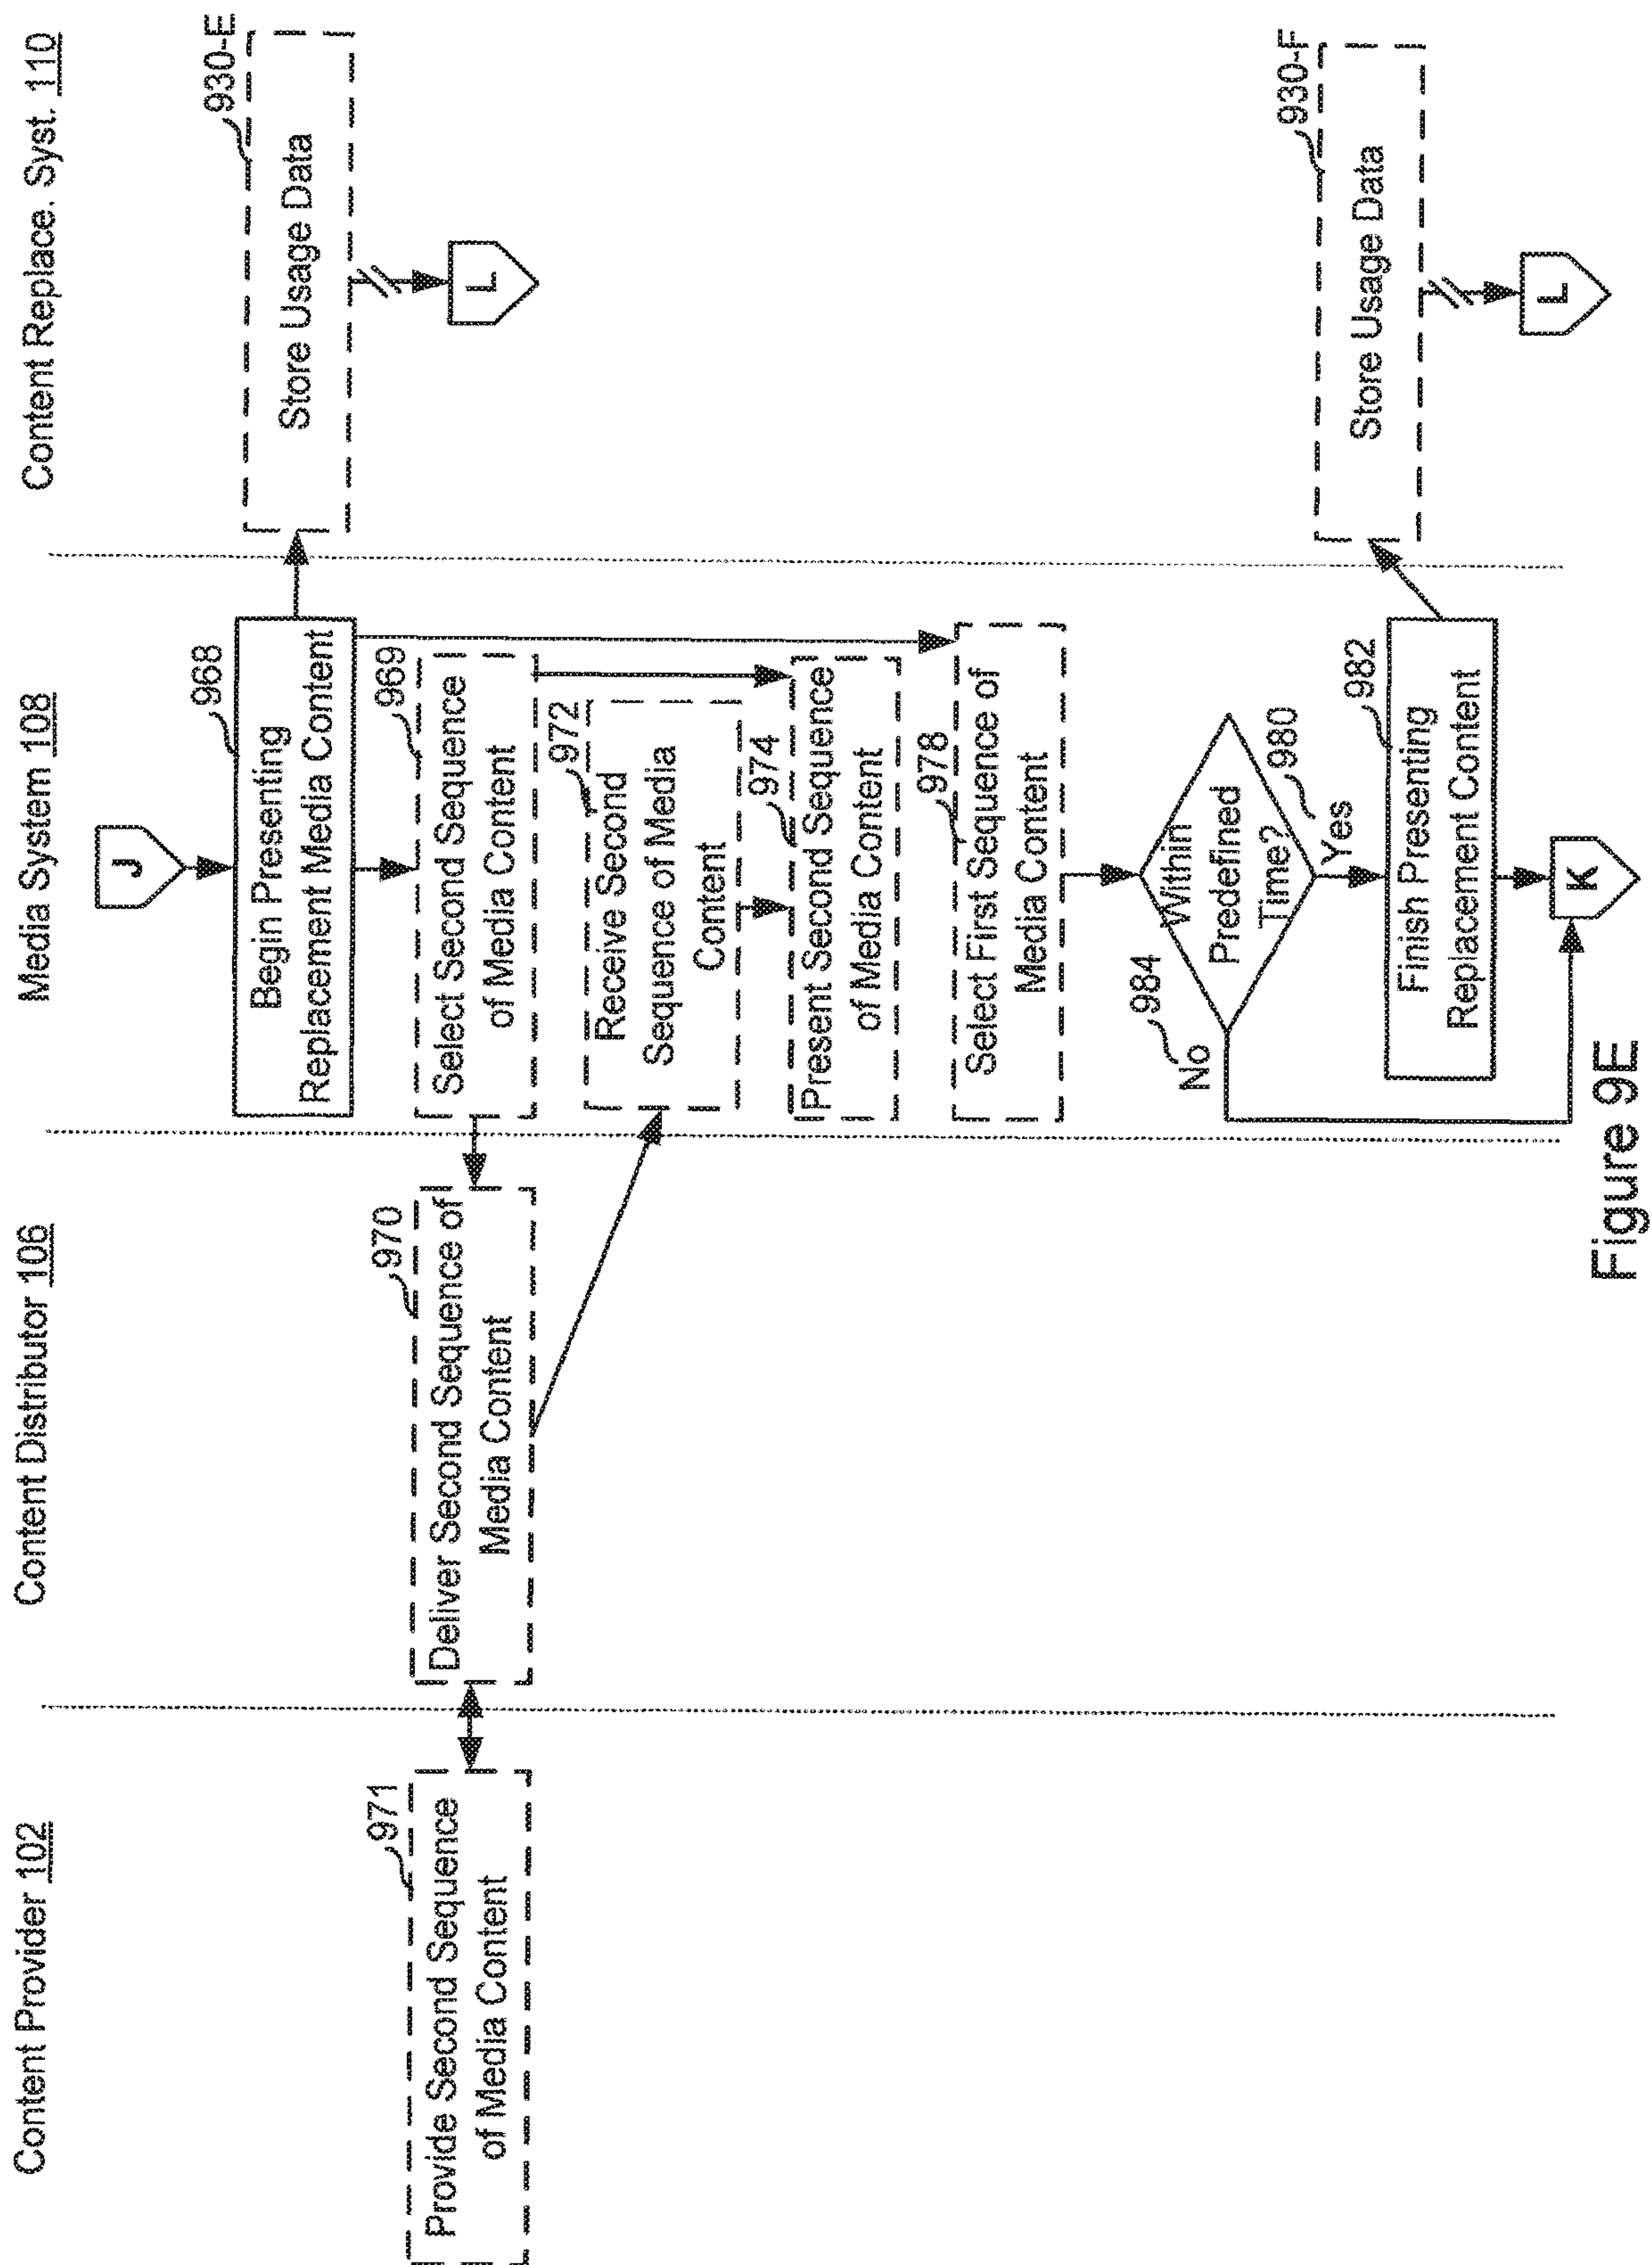 Content Provider 102
Content Distributor 106
Media System 108
Content Replace. Syst. 110
J
968
Begin Presenting
Replacement Media Content
930-E
Store Usage Data
L
971
Provide Second Sequence
of Media Content
970
Deliver Second Sequence of
Media Content
969
Select Second Sequence
of Media Content
972
Receive Second
Sequence of Media
Content
974
Present Second Sequence
of Media Content
978
Select First Sequence of
Media Content
Within
Predefined
Time?
984
No
980
Yes
982
Finish Presenting
Replacement Content
930-F
Store Usage Data
L
K
Figure 9E